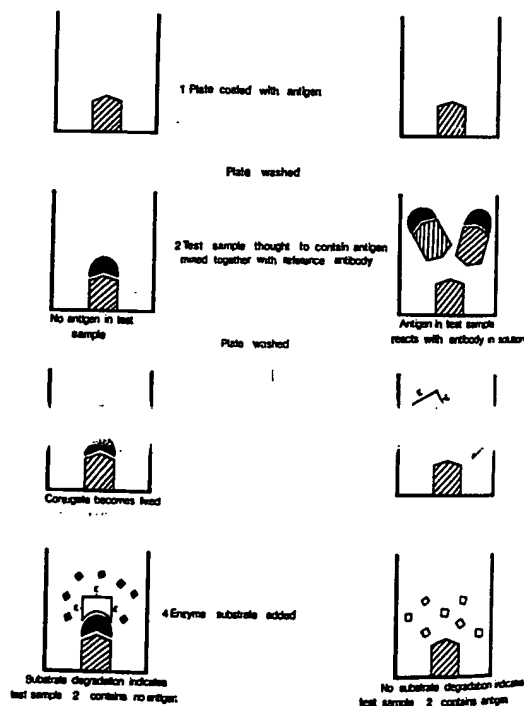 1 Plate coated with antigen
Plate washed
2 Test sample thought to contain antigen
mixed together with reference antibody
No antigen in test
sample
Antigen in test sample
reacts with antibody in
Plate washed
Conjugate becomes fixed
4 Enzyme substrate added
Substrate degradation indicates
test sample 2 contains no antigen.
No substrate degradation indicates
test sample 2 contains antigen